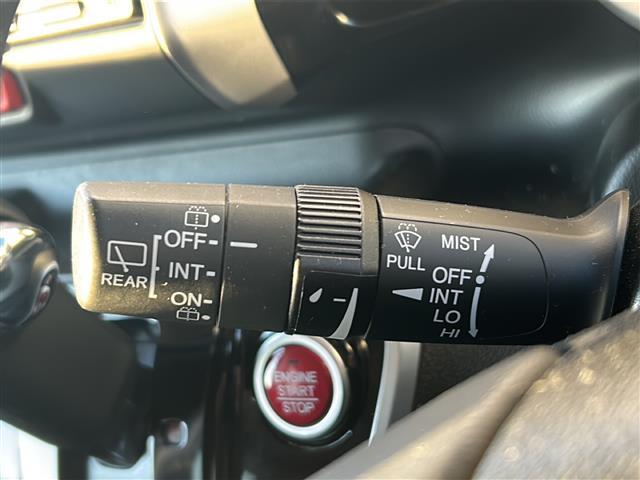 OFF
INT
REAR
ON
MIST
PULL
OFF
INT
LO
HI
ENGINE
START
STOP